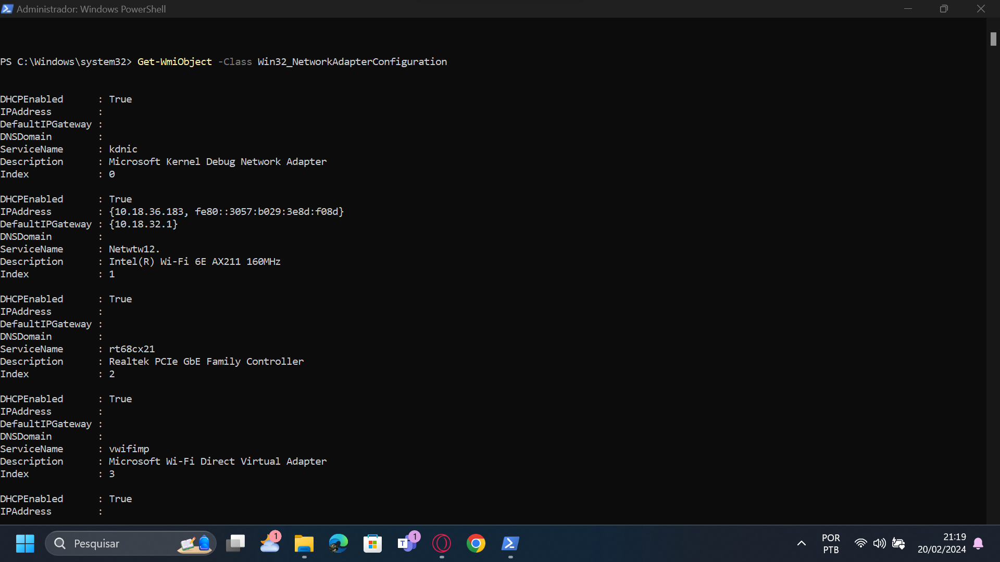 Administrador: Windows PowerShell
PS C:\Windows\system32> Get-WmiObject -Class Win32_NetworkAdapterConfiguration
DHCPEnabled : True
IPAddress :
DefaultIPGateway :
DNSDomain :
ServiceName : kdnic
Description : Microsoft Kernel Debug Network Adapter
Index : 0
DHCPEnabled : True
IPAddress : {10.18.36.183, fe80::3057:b029:3e8d:f08d}
DefaultIPGateway : {10.18.32.1}
DNSDomain :
ServiceName : Netwtw12.
Description : Intel(R) Wi-Fi 6E AX211 160MHz
Index : 1
DHCPEnabled : True
IPAddress :
DefaultIPGateway :
DNSDomain :
ServiceName : rt68cx21
Description : Realtek PCIe GbE Family Controller
Index : 2
DHCPEnabled : True
IPAddress :
DefaultIPGateway :
DNSDomain :
ServiceName : vwifimp
Description : Microsoft Wi-Fi Direct Virtual Adapter
Index : 3
DHCPEnabled : True
IPAddress :
Pesquisar
1
T 1
POR
PTB
21:19
20/02/2024